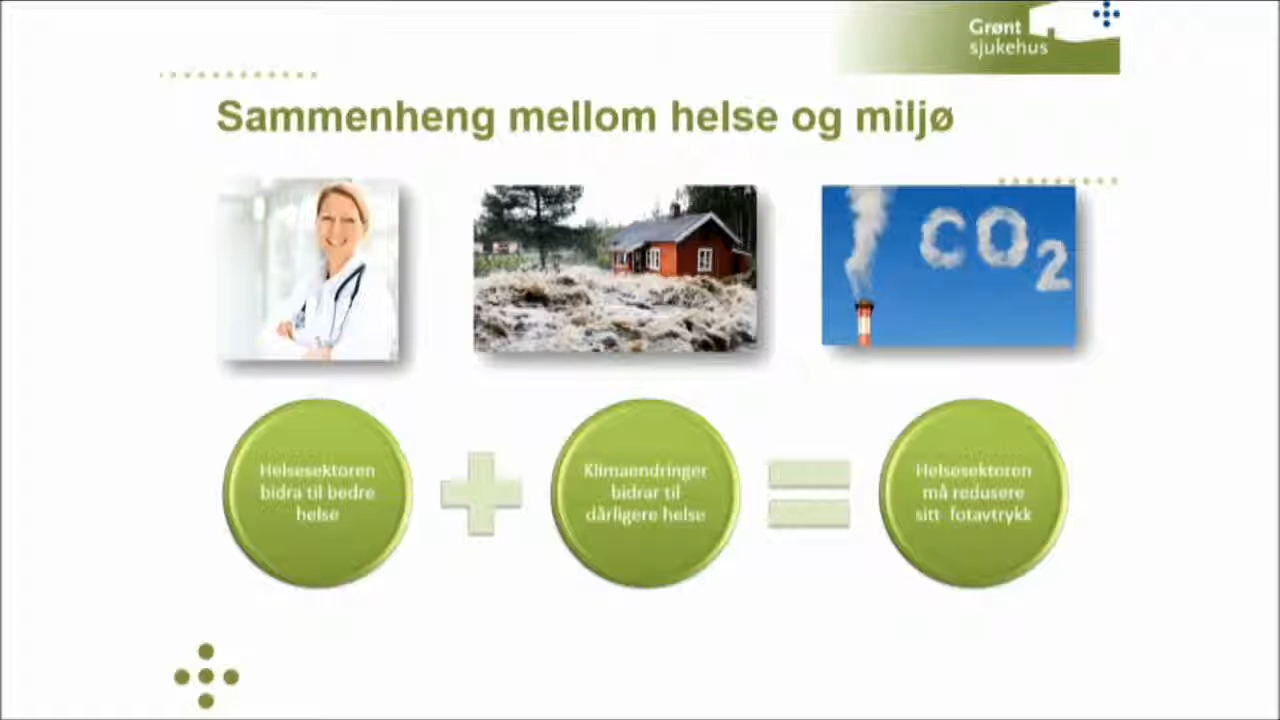 Grønt
sjukehus
Sammenheng mellom helse og miljø
CO2
Helsesektoren
bidra til bedre
helse
Klimaendringer
bidrar til
dårligere helse
Helsesektoren
må redusere
sitt fotavtrykk